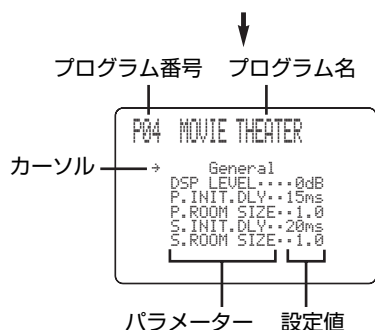 プログラム番号 プログラム名
P04 MOVIE THEATER
カーソル → General
DSP LEVEL····0dB
P.INIT.DLY··15ms
P.ROOM SIZE··1.0
S.INIT.DLY··20ms
S.ROOM SIZE··1.0
パラメーター 設定値